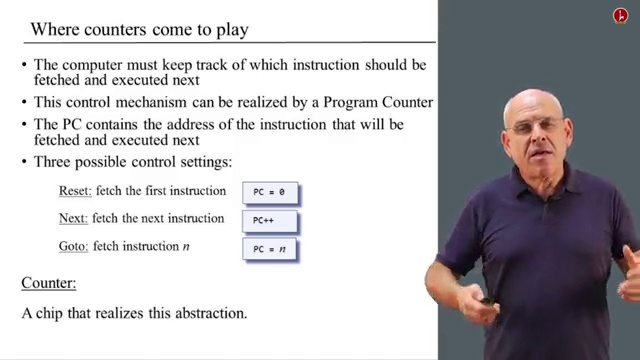 Where counters come to play
• The computer must keep track of which instruction should be
fetched and executed next
• This control mechanism can be realized by a Program Counter
• The PC contains the address of the instruction that will be
fetched and executed next
• Three possible control settings:
Reset: fetch the first instruction PC = 0
Next: fetch the next instruction PC++
Goto: fetch instruction n PC = n
Counter:
A chip that realizes this abstraction.